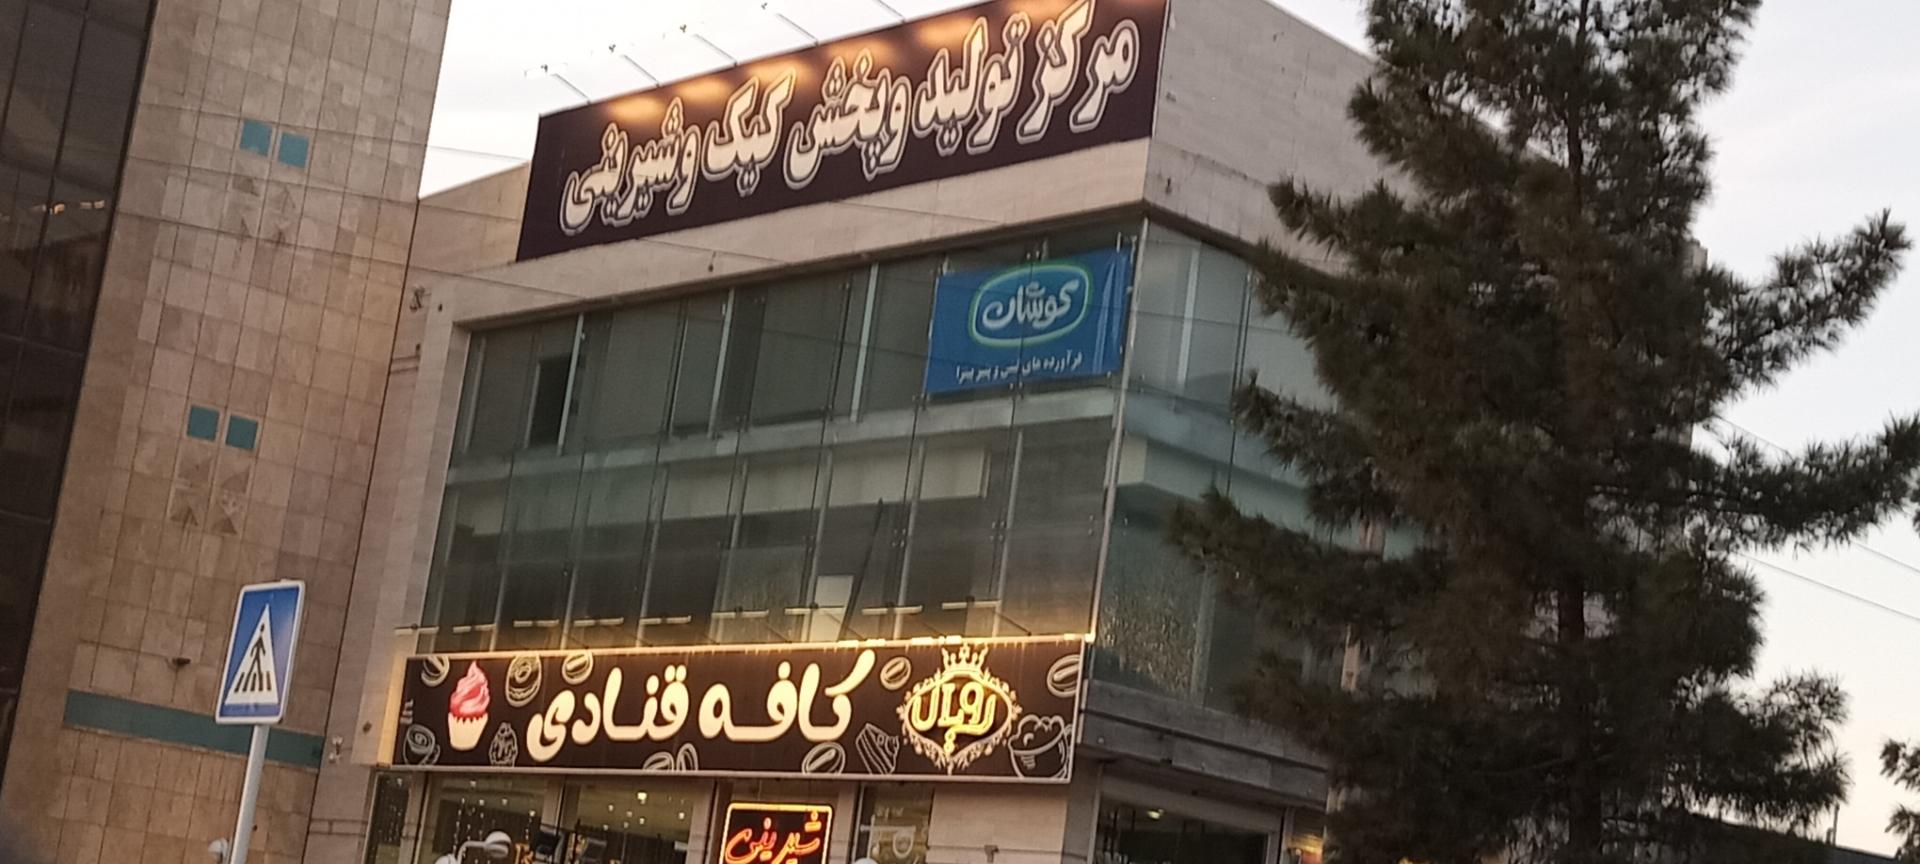 مرکز تولید و پخش کیک و شیرینی
کوشان
فرآورده های لبنی و پنیر پیتزا
کافه قنادی
رویال
شیرینی